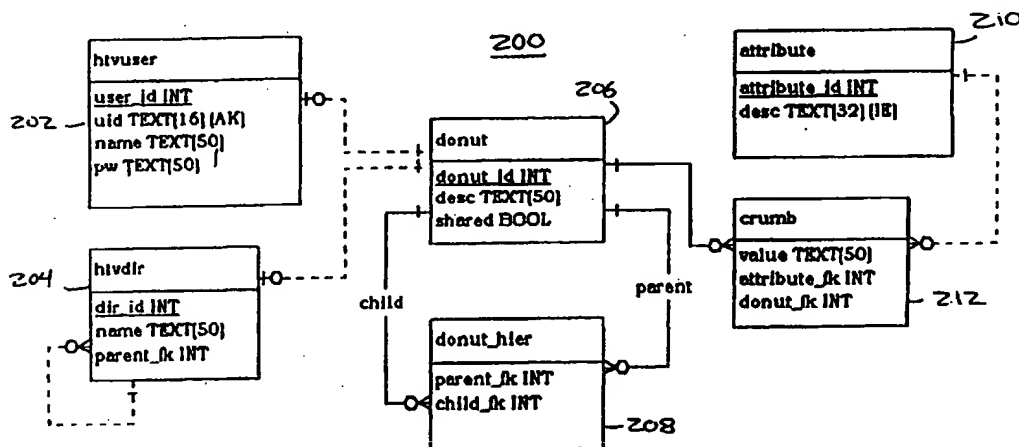 200
202
hivuser
user_id INT
uid TEXT[16] (AK)
name TEXT[50]
pw TEXT[50]
204
hivdir
dir_id INT
name TEXT[50]
parent_fk INT
206
donut
donut_id INT
desc TEXT[50]
shared BOOL
child
parent
donut_hier
parent_fk INT
child_fk INT
208
210
attribute
attribute_id INT
desc TEXT[32] (IE)
crumb
value TEXT[50]
attribute_fk INT
donut_fk INT
212